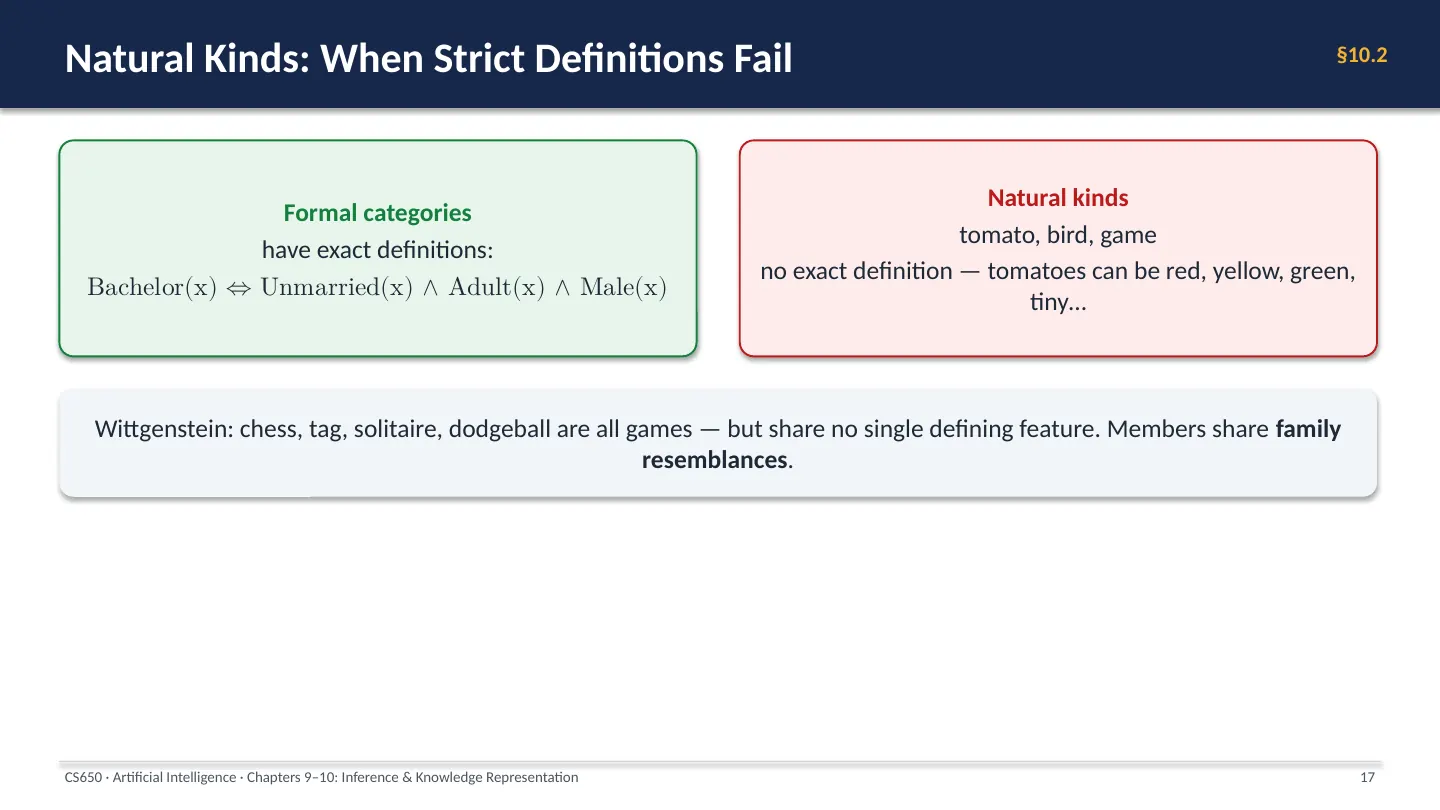 Natural Kinds: When Strict Definitions Fail
§10.2
Formal categories
have exact definitions:
Bachelor(x) ⇔ Unmarried(x) ∧ Adult(x) ∧ Male(x)
Natural kinds
tomato, bird, game
no exact definition — tomatoes can be red, yellow, green,
tiny...
Wittgenstein: chess, tag, solitaire, dodgeball are all games — but share no single defining feature. Members share family
resemblances.
CS650 · Artificial Intelligence · Chapters 9–10: Inference & Knowledge Representation
17